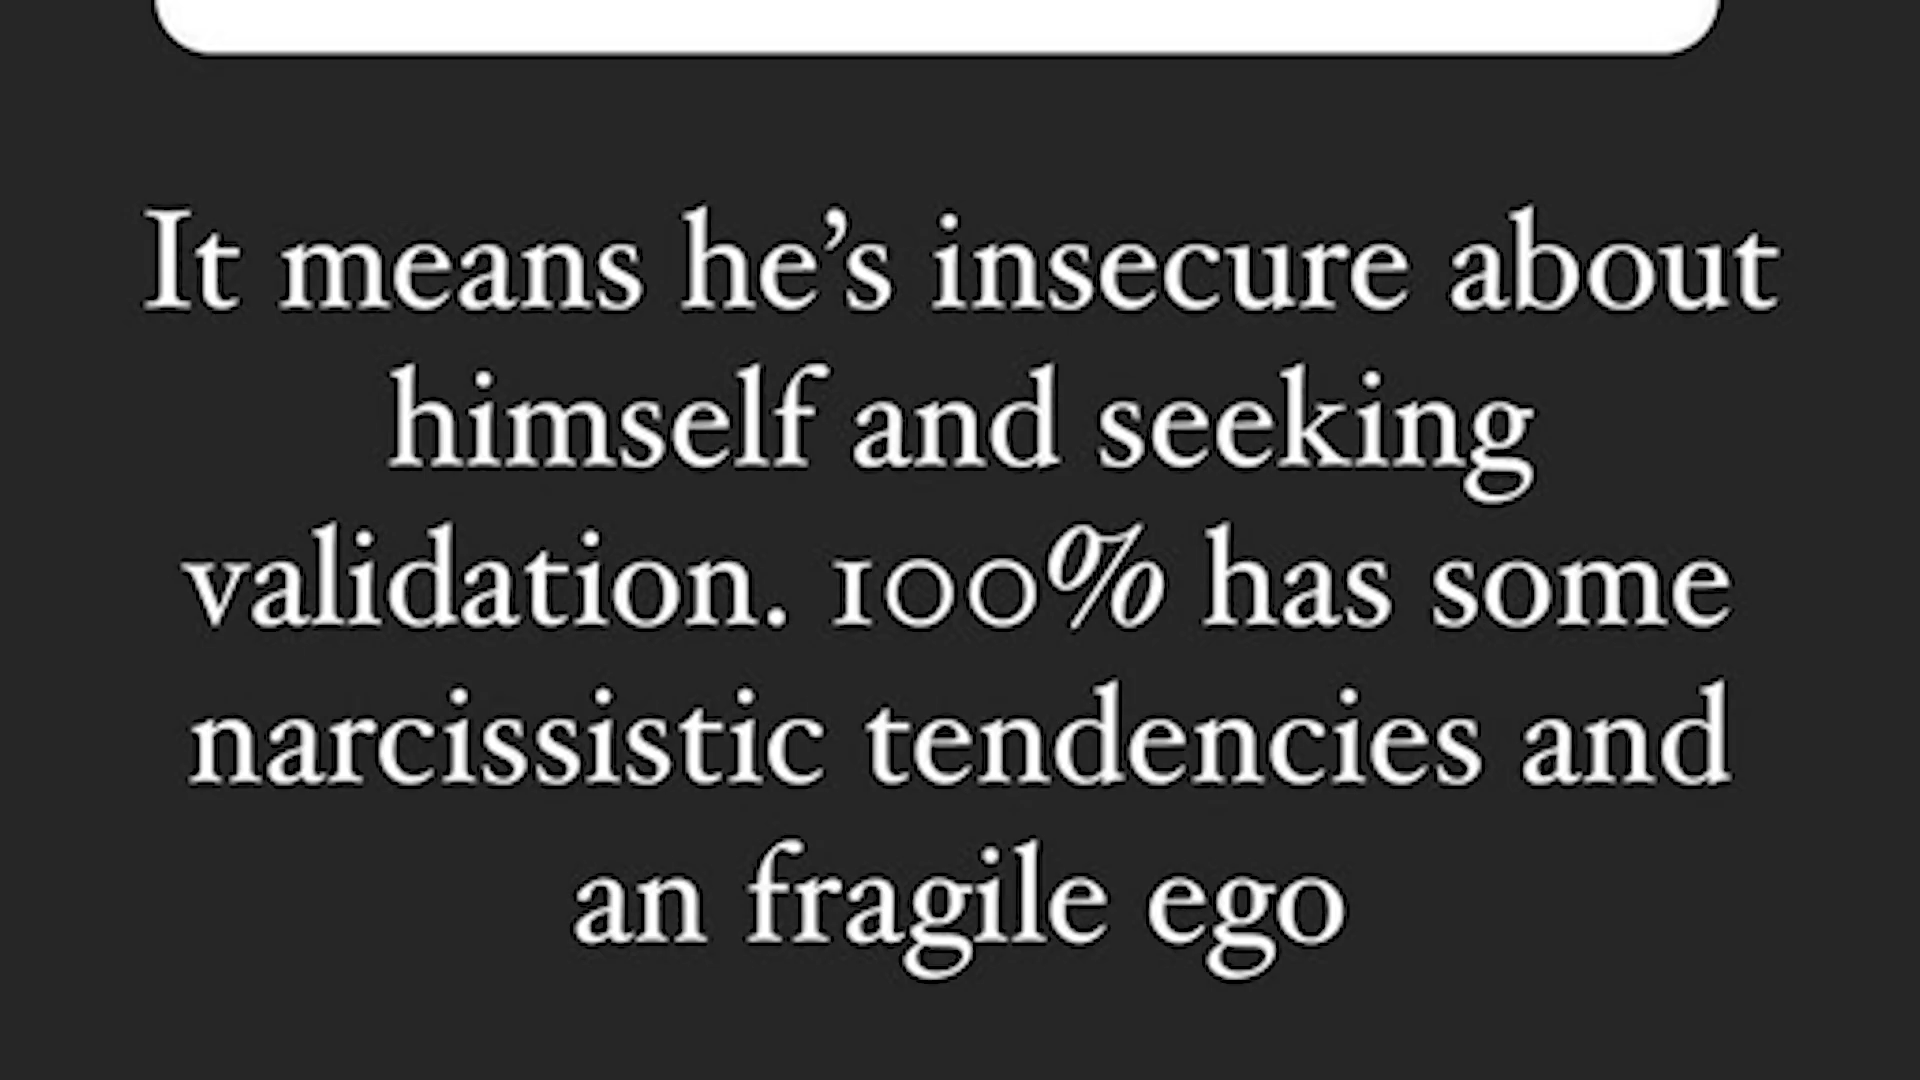 It means he’s insecure about
himself and seeking
validation. 100% has some
narcissistic tendencies and
an fragile ego